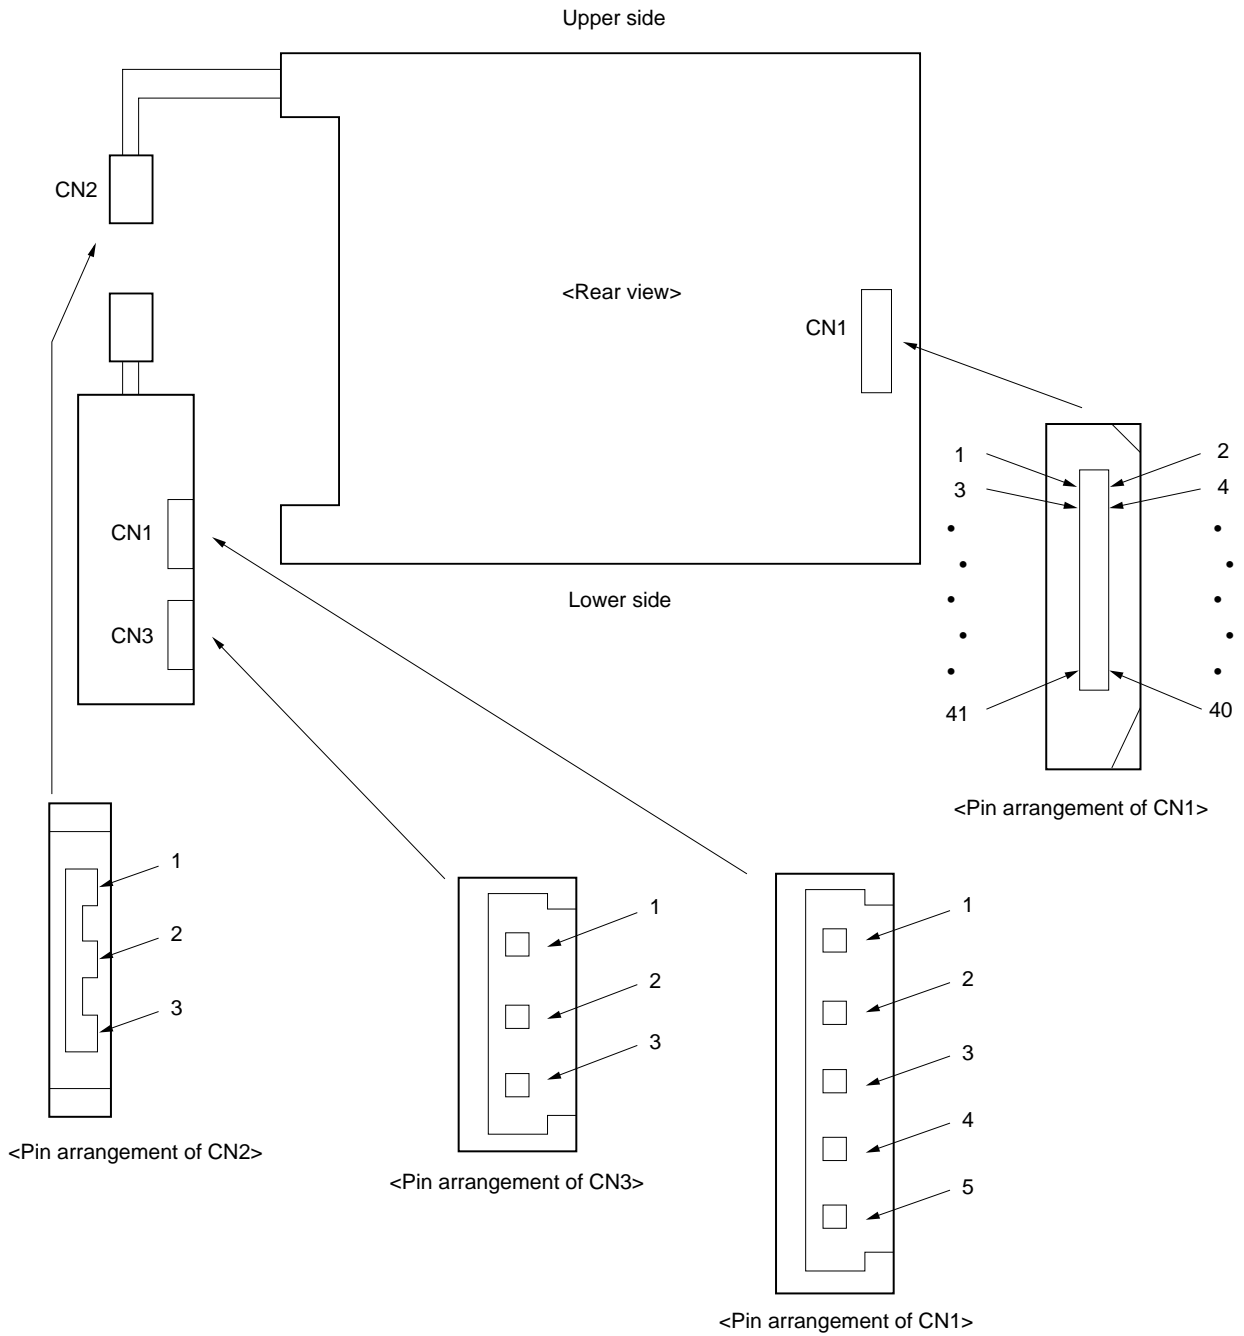 Upper side
CN2
<Rear view>
CN1
1
2
3
4
•
•
•
•
•
•
•
•
•
•
41
40
<Pin arrangement of CN1>
CN1
CN3
Lower side
1
2
3
<Pin arrangement of CN2>
1
2
3
<Pin arrangement of CN3>
1
2
3
4
5
<Pin arrangement of CN1>